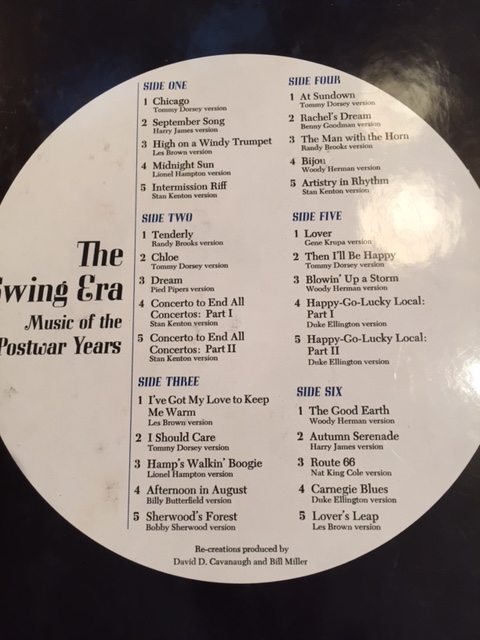 The
Swing Era
Music of the
Postwar Years
SIDE ONE
1 Chicago
Tommy Dorsey version
2 September Song
Harry James version
3 High on a Windy Trumpet
Les Brown version
4 Midnight Sun
Lionel Hampton version
5 Intermission Riff
Stan Kenton version
SIDE TWO
1 Tenderly
Randy Brooks version
2 Chloe
Tommy Dorsey version
3 Dream
Pied Pipers version
4 Concerto to End All
Concertos: Part I
Stan Kenton version
5 Concerto to End All
Concertos: Part II
Stan Kenton version
SIDE THREE
1 I've Got My Love to Keep
Me Warm
Les Brown version
2 I Should Care
Tommy Dorsey version
3 Hamp's Walkin' Boogie
Lionel Hampton version
4 Afternoon in August
Billy Butterfield version
5 Sherwood's Forest
Bobby Sherwood version
SIDE FOUR
1 At Sundown
Tommy Dorsey version
2 Rachel's Dream
Benny Goodman version
3 The Man with the Horn
Randy Brooks version
4 Bijou
Woody Herman version
5 Artistry in Rhythm
Stan Kenton version
SIDE FIVE
1 Lover
Gene Krupa version
2 Then I'll Be Happy
Tommy Dorsey version
3 Blowin' Up a Storm
Woody Herman version
4 Happy-Go-Lucky Local:
Part I
Duke Ellington version
5 Happy-Go-Lucky Local:
Part II
Duke Ellington version
SIDE SIX
1 The Good Earth
Woody Herman version
2 Autumn Serenade
Harry James version
3 Route 66
Nat King Cole version
4 Carnegie Blues
Duke Ellington version
5 Lover's Leap
Les Brown version
Re-creations produced by
David D. Cavanaugh and Bill Miller